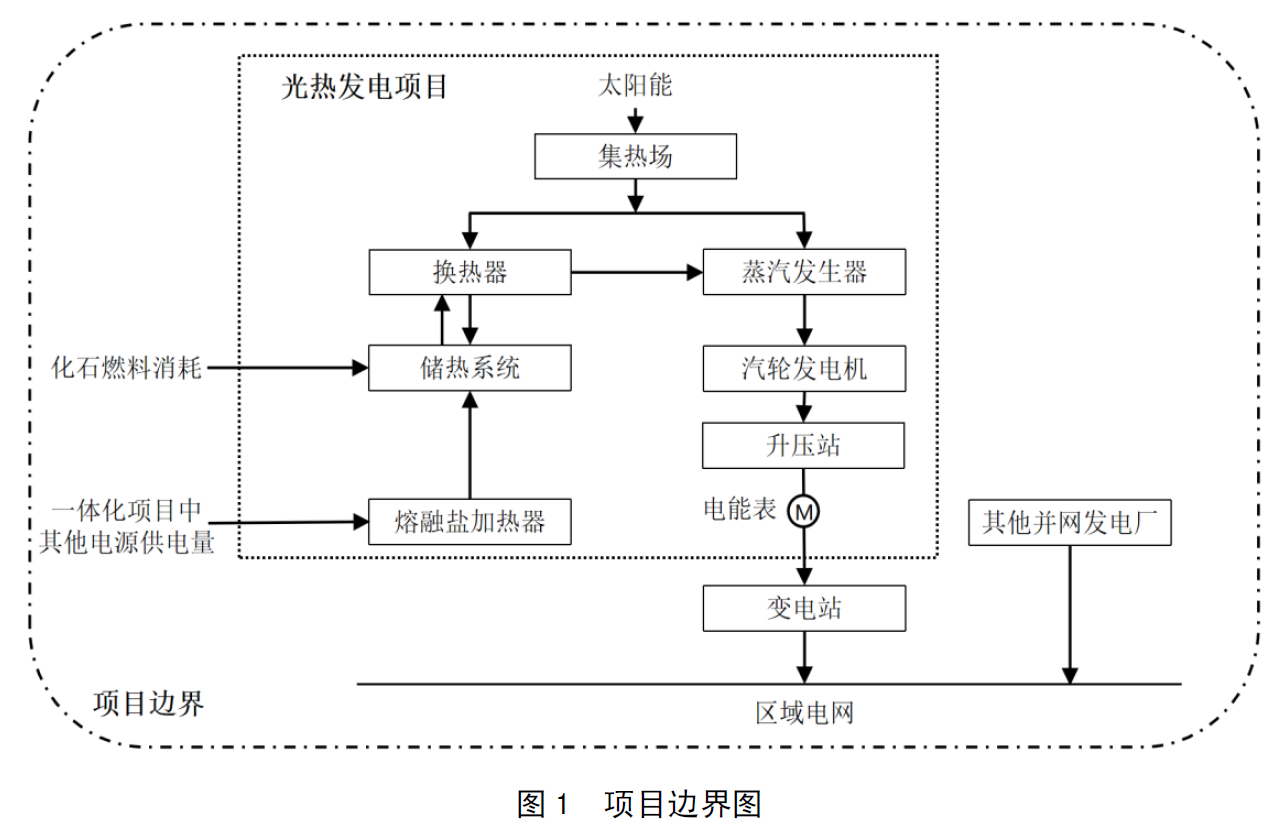 光热发电项目
太阳能
集热场
换热器
蒸汽发生器
化石燃料消耗
储热系统
汽轮发电机
升压站
一体化项目中
其他电源供电量
熔融盐加热器
电能表
M
其他并网发电厂
变电站
项目边界
区域电网
图 1 项目边界图